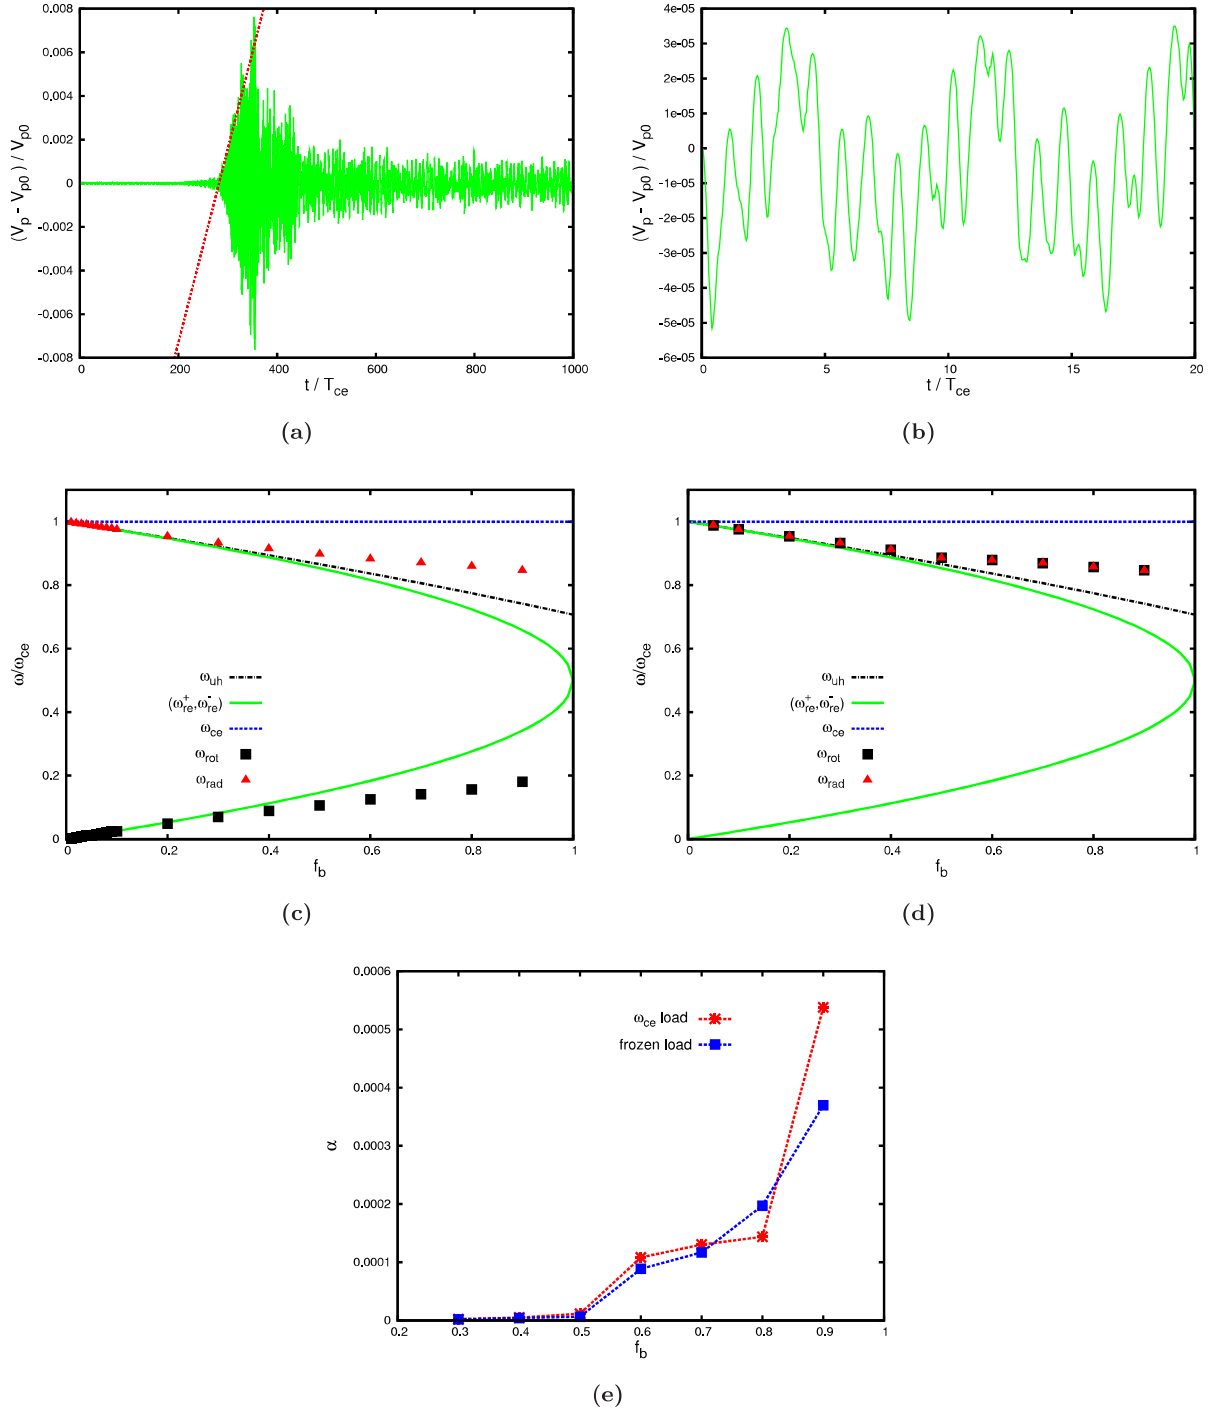 0.008
0.006
0.004
0.002
0
-0.002
-0.004
-0.006
-0.008
(V_p - V_p0) / V_p0
0 200 400 600 800 1000
t / T_ce
(a)
4e-05
3e-05
2e-05
1e-05
0
-1e-05
-2e-05
-3e-05
-4e-05
-5e-05
-6e-05
(V_p - V_p0) / V_p0
0 5 10 15 20
t / T_ce
(b)
1
0.8
0.6
0.4
0.2
0
ω/ω_ce
ω_uh
(ω_re^+, ω_re^-)
ω_ce
ω_rot
ω_rad
0 0.2 0.4 0.6 0.8 1
f_b
(c)
1
0.8
0.6
0.4
0.2
0
ω/ω_ce
ω_uh
(ω_re^+, ω_re^-)
ω_ce
ω_rot
ω_rad
0 0.2 0.4 0.6 0.8 1
f_b
(d)
0.0006
0.0005
0.0004
0.0003
0.0002
0.0001
0
α
ω_ce load
frozen load
0.2 0.3 0.4 0.5 0.6 0.7 0.8 0.9 1
f_b
(e)